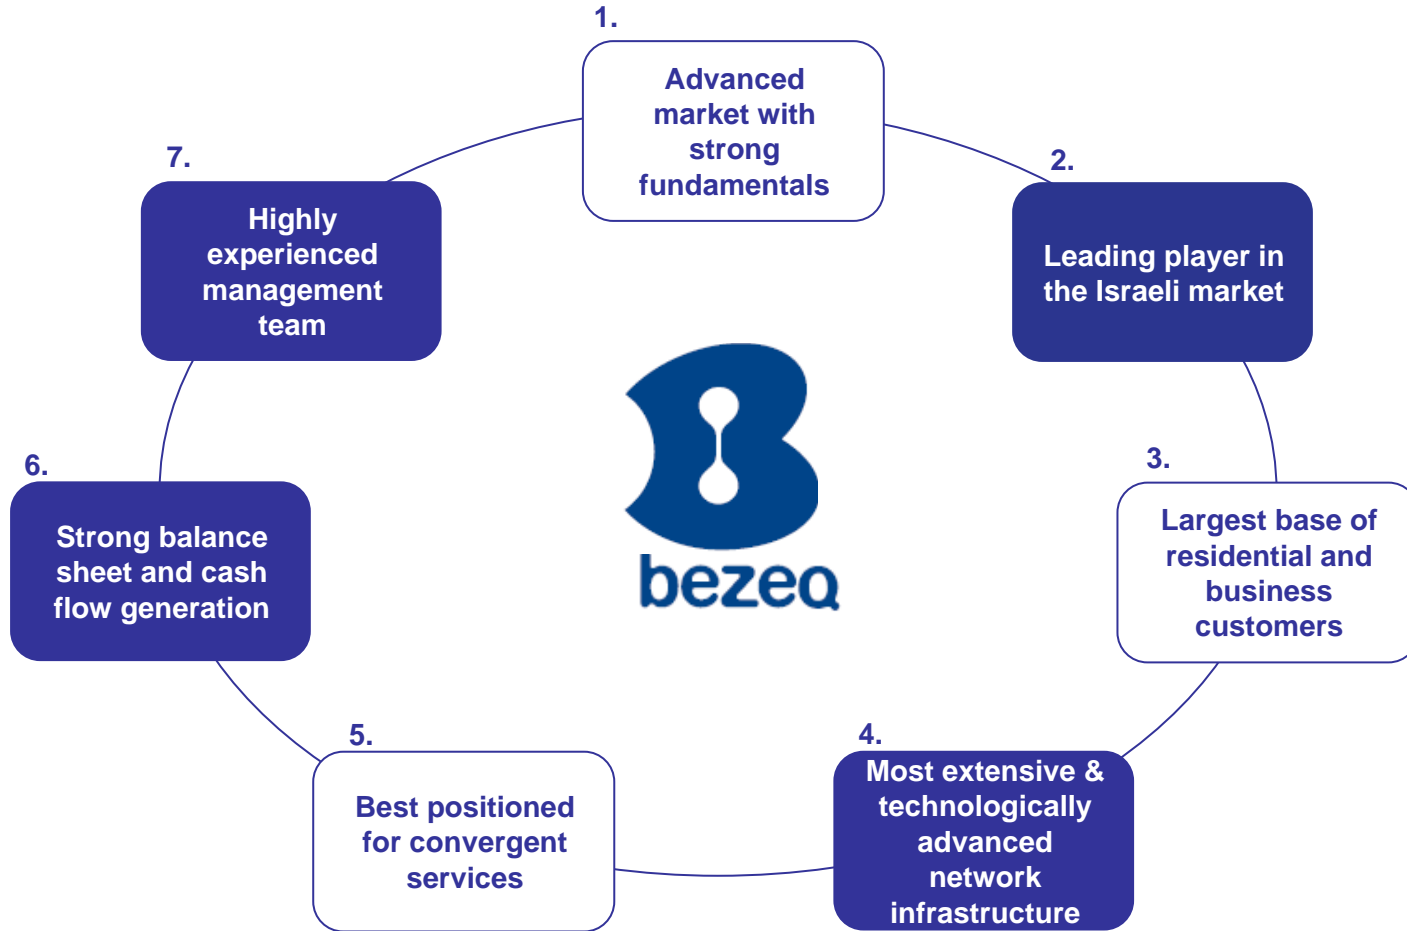 1.
Advanced
market with
strong
fundamentals
2.
Leading player in
the Israeli market
3.
Largest base of
residential and
business
customers
4.
Most extensive &
technologically
advanced
network
infrastructure
5.
Best positioned
for convergent
services
6.
Strong balance
sheet and cash
flow generation
7.
Highly
experienced
management
team
bezeq